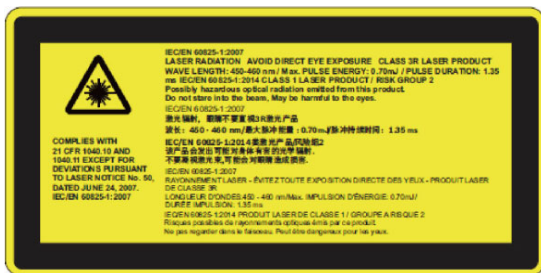 COMPLIES WITH
21 CFR 1040.10 AND
1040.11 EXCEPT FOR
DEVIATIONS PURSUANT
TO LASER NOTICE No. 50,
DATED JUNE 24, 2007.
IEC/EN 60825-1:2007
IEC/EN 60825-1:2007
LASER RADIATION AVOID DIRECT EYE EXPOSURE CLASS 3R LASER PRODUCT
WAVE LENGTH: 450-460 nm / Max. PULSE ENERGY: 0.70mJ / PULSE DURATION: 1.35
ms IEC/EN 60825-1:2014 CLASS 1 LASER PRODUCT / RISK GROUP 2
Possibly hazardous optical radiation emitted from this product.
Do not stare into the beam, May be harmful to the eyes.
IEC/EN 60825-1:2007
激光辐射， 眼睛不要直视3R激光产品
波长：450 - 460 nm/最大脉冲能量：0.70mJ/脉冲持续时间：1.35 ms
IEC/EN 60825-1:2014类激光产品/风险组2
该产品会发出可能对身体有害的光学辐射.
不要凝视激光束,可能会对眼睛造成损害.
IEC/EN 60825-1:2007
RAYONNEMENT LASER - ÉVITEZ TOUTE EXPOSITION DIRECTE DES YEUX - PRODUIT LASER
DE CLASSE 3R
LONGUEUR D'ONDES:450 - 460 nm/Max. IMPULSION D'ÉNERGIE: 0.70mJ/
DURÉE IMPULSION: 1.35 ms
IEC/EN 60825-1:2014 PRODUIT LASER DE CLASSE 1 / GROUPE A RISQUE 2
Risques possibles de rayonnements optiques émis par ce produit.
Ne pas regarder dans le faisceau. Peut être dangereux pour les yeux.